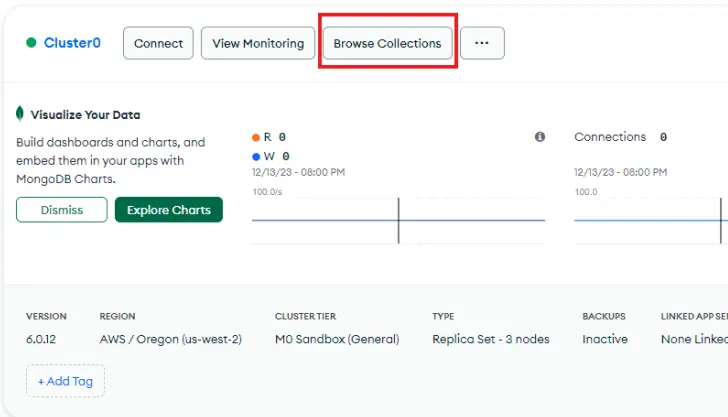 Cluster0 Connect View Monitoring Browse Collections ...
Visualize Your Data
Build dashboards and charts, and
embed them in your apps with
MongoDB Charts.
Dismiss Explore Charts
R 0
W 0
12/13/23 - 08:00 PM
100.0/s
Connections 0
12/13/23 - 08:00 PM
100.0
VERSION REGION CLUSTER TIER TYPE BACKUPS LINKED APP SE
6.0.12 AWS / Oregon (us-west-2) M0 Sandbox (General) Replica Set - 3 nodes Inactive None Linked
+ Add Tag